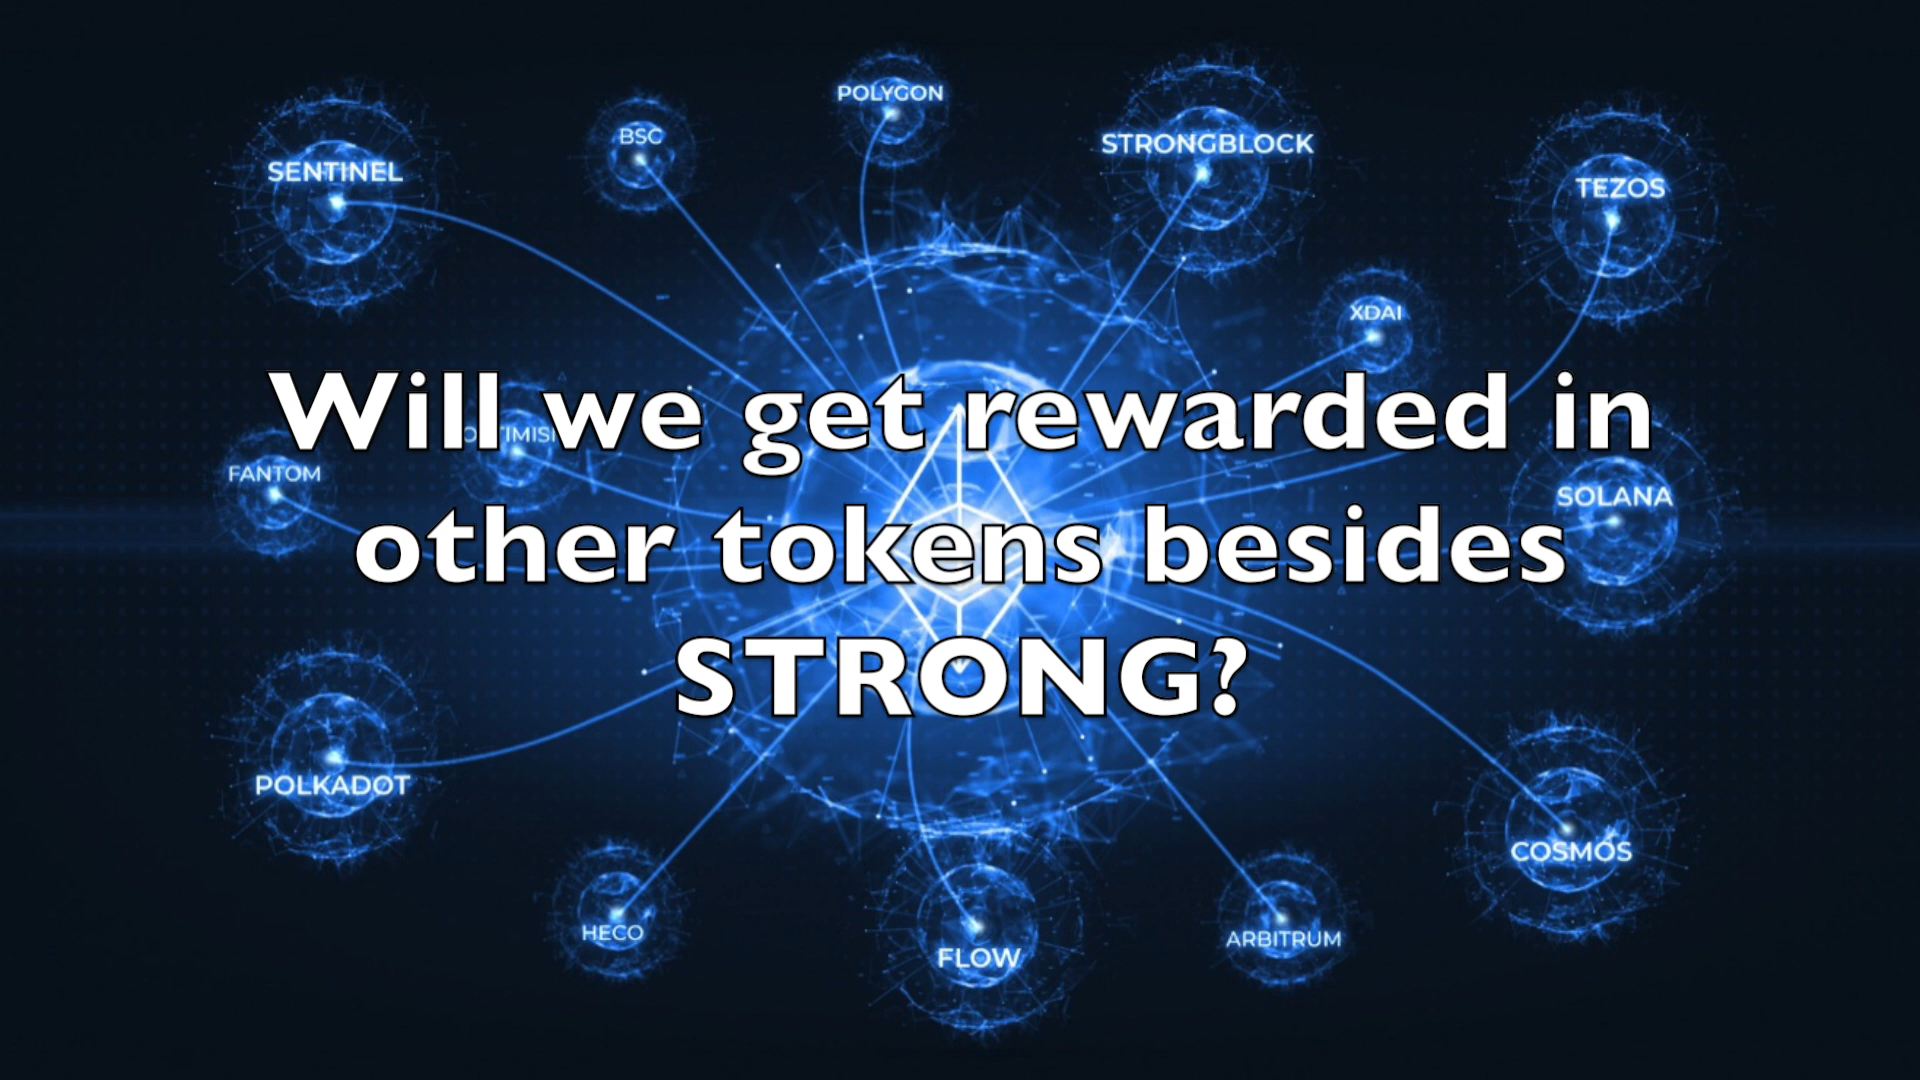 POLYGON
BSC
STRONGBLOCK
SENTINEL
TEZOS
XDAI
Will we get rewarded in
other tokens besides
STRONG?
FANTOM
SOLANA
POLKADOT
COSMOS
HECO
FLOW
ARBITRUM